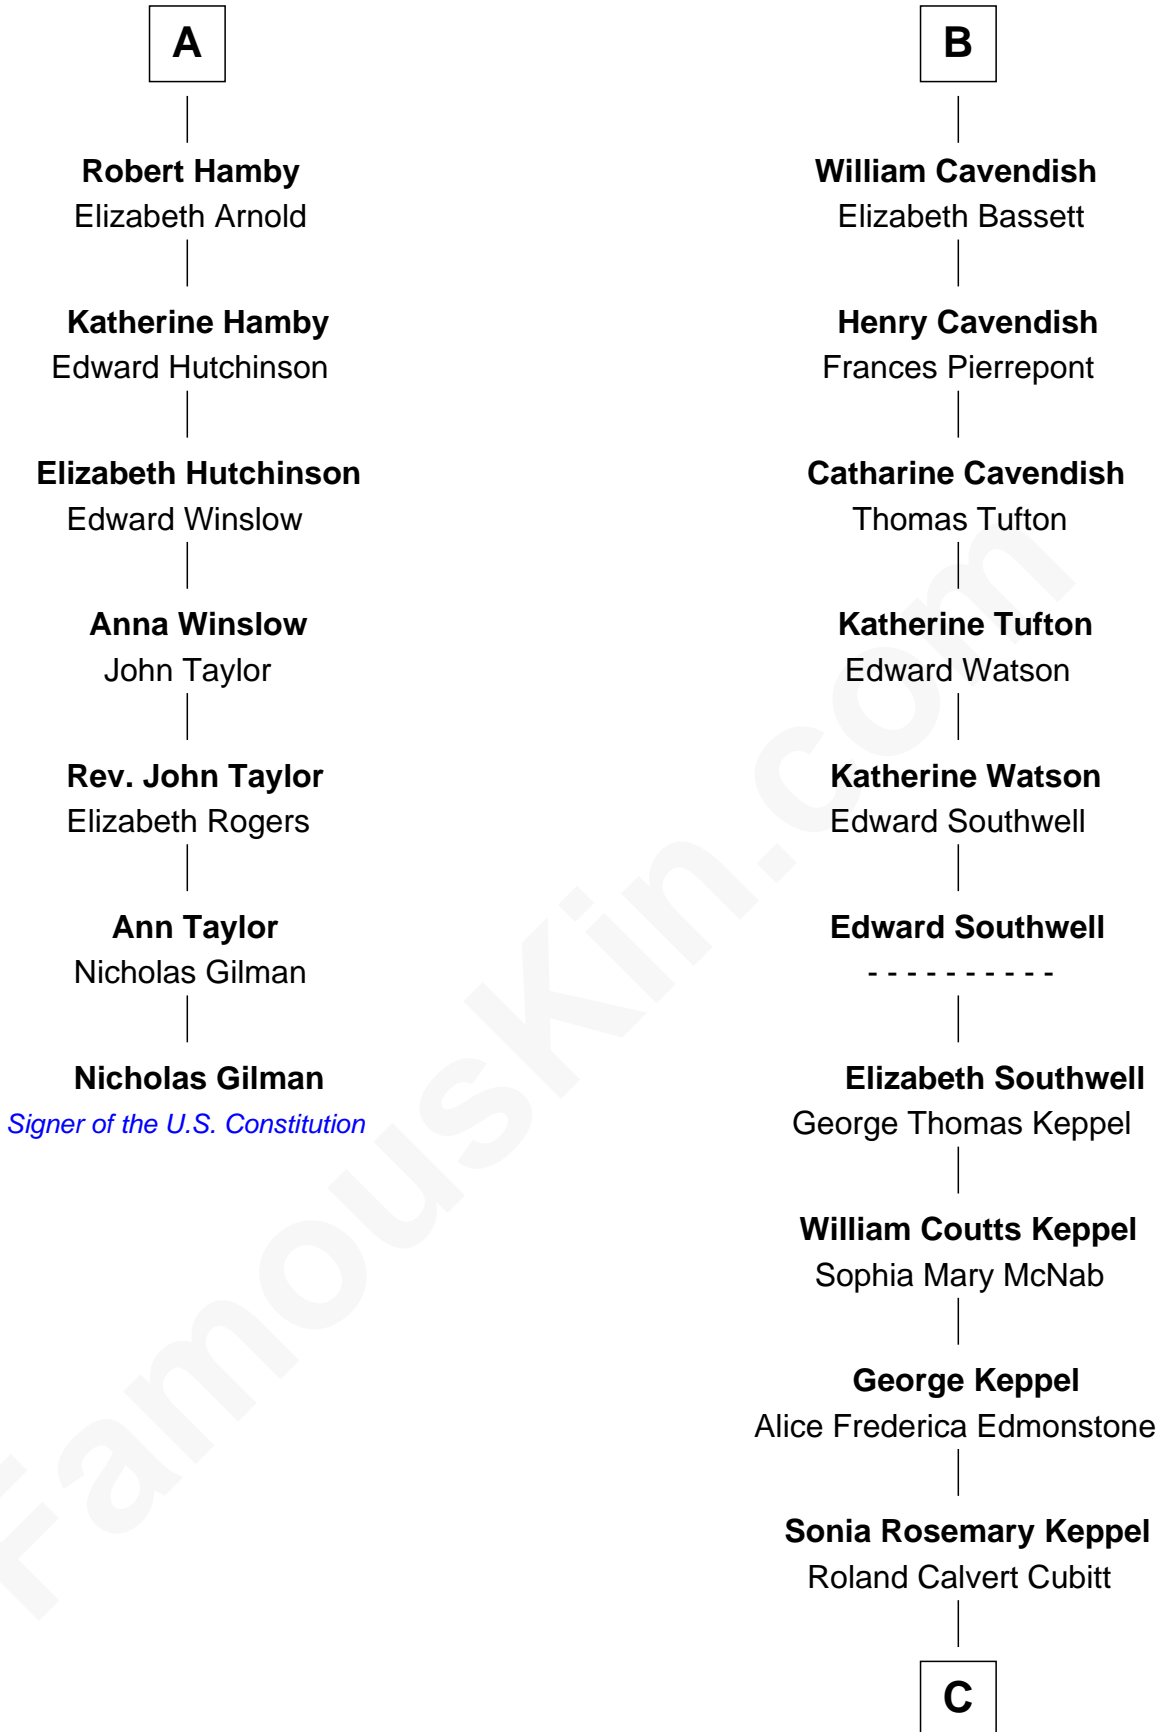 A
Robert Hamby
Elizabeth Arnold
Katherine Hamby
Edward Hutchinson
Elizabeth Hutchinson
Edward Winslow
Anna Winslow
John Taylor
Rev. John Taylor
Elizabeth Rogers
Ann Taylor
Nicholas Gilman
Nicholas Gilman
Signer of the U.S. Constitution
B
William Cavendish
Elizabeth Bassett
Henry Cavendish
Frances Pierrepont
Catharine Cavendish
Thomas Tufton
Katherine Tufton
Edward Watson
Katherine Watson
Edward Southwell
Edward Southwell
- - - - - - - - - -
Elizabeth Southwell
George Thomas Keppel
William Coutts Keppel
Sophia Mary McNab
George Keppel
Alice Frederica Edmonstone
Sonia Rosemary Keppel
Roland Calvert Cubitt
C
FamousKin.com